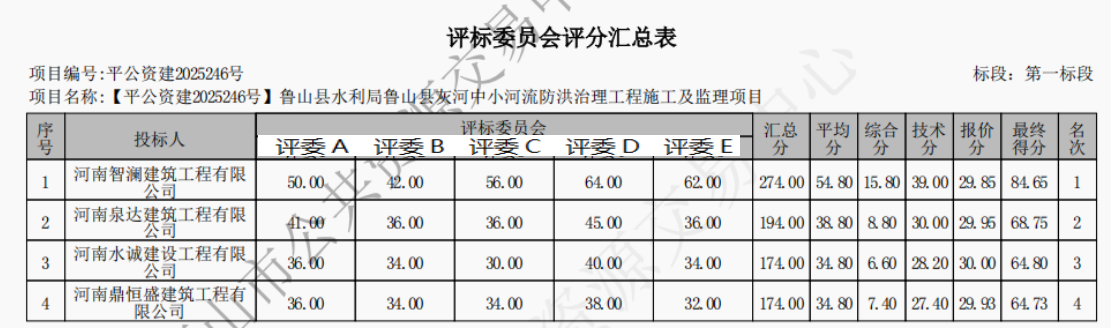 评标委员会评分汇总表
项目编号:平公资建2025246号 标段：第一标段
项目名称:【平公资建2025246号】鲁山县水利局鲁山县灰河中小河流防洪治理工程施工及监理项目
序号 投标人 评标委员会 汇总分 平均分 综合分 技术分 报价分 最终得分 名次
评委 A 评委 B 评委 C 评委 D 评委 E
1 河南智澜建筑工程有限公司 50.00 42.00 56.00 64.00 62.00 274.00 54.80 15.80 39.00 29.85 84.65 1
2 河南泉达建筑工程有限公司 41.00 36.00 36.00 45.00 36.00 194.00 38.80 8.80 30.00 29.95 68.75 2
3 河南水诚建设工程有限公司 36.00 34.00 30.00 40.00 34.00 174.00 34.80 6.60 28.20 30.00 64.80 3
4 河南鼎恒盛建筑工程有限公司 36.00 34.00 34.00 38.00 32.00 174.00 34.80 7.40 27.40 29.93 64.73 4